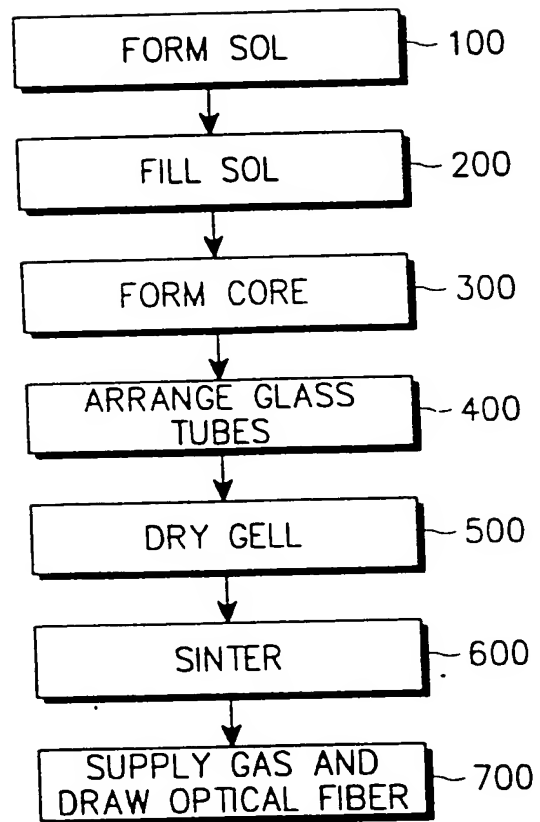 FORM SOL 100
FILL SOL 200
FORM CORE 300
ARRANGE GLASS
TUBES 400
DRY GELL 500
SINTER 600
SUPPLY GAS AND
DRAW OPTICAL FIBER 700